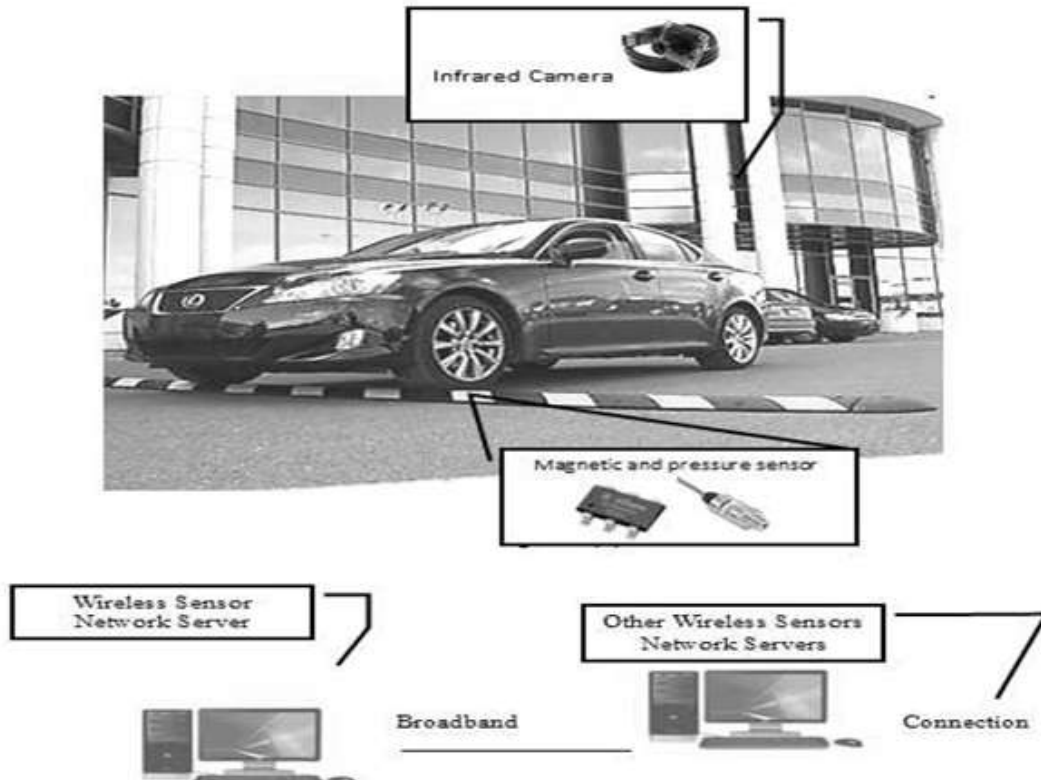 Infrared Camera
Magnetic and pressure sensor
Wireless Sensor
Network Server
Other Wireless Sensors
Network Servers
Broadband
Connection